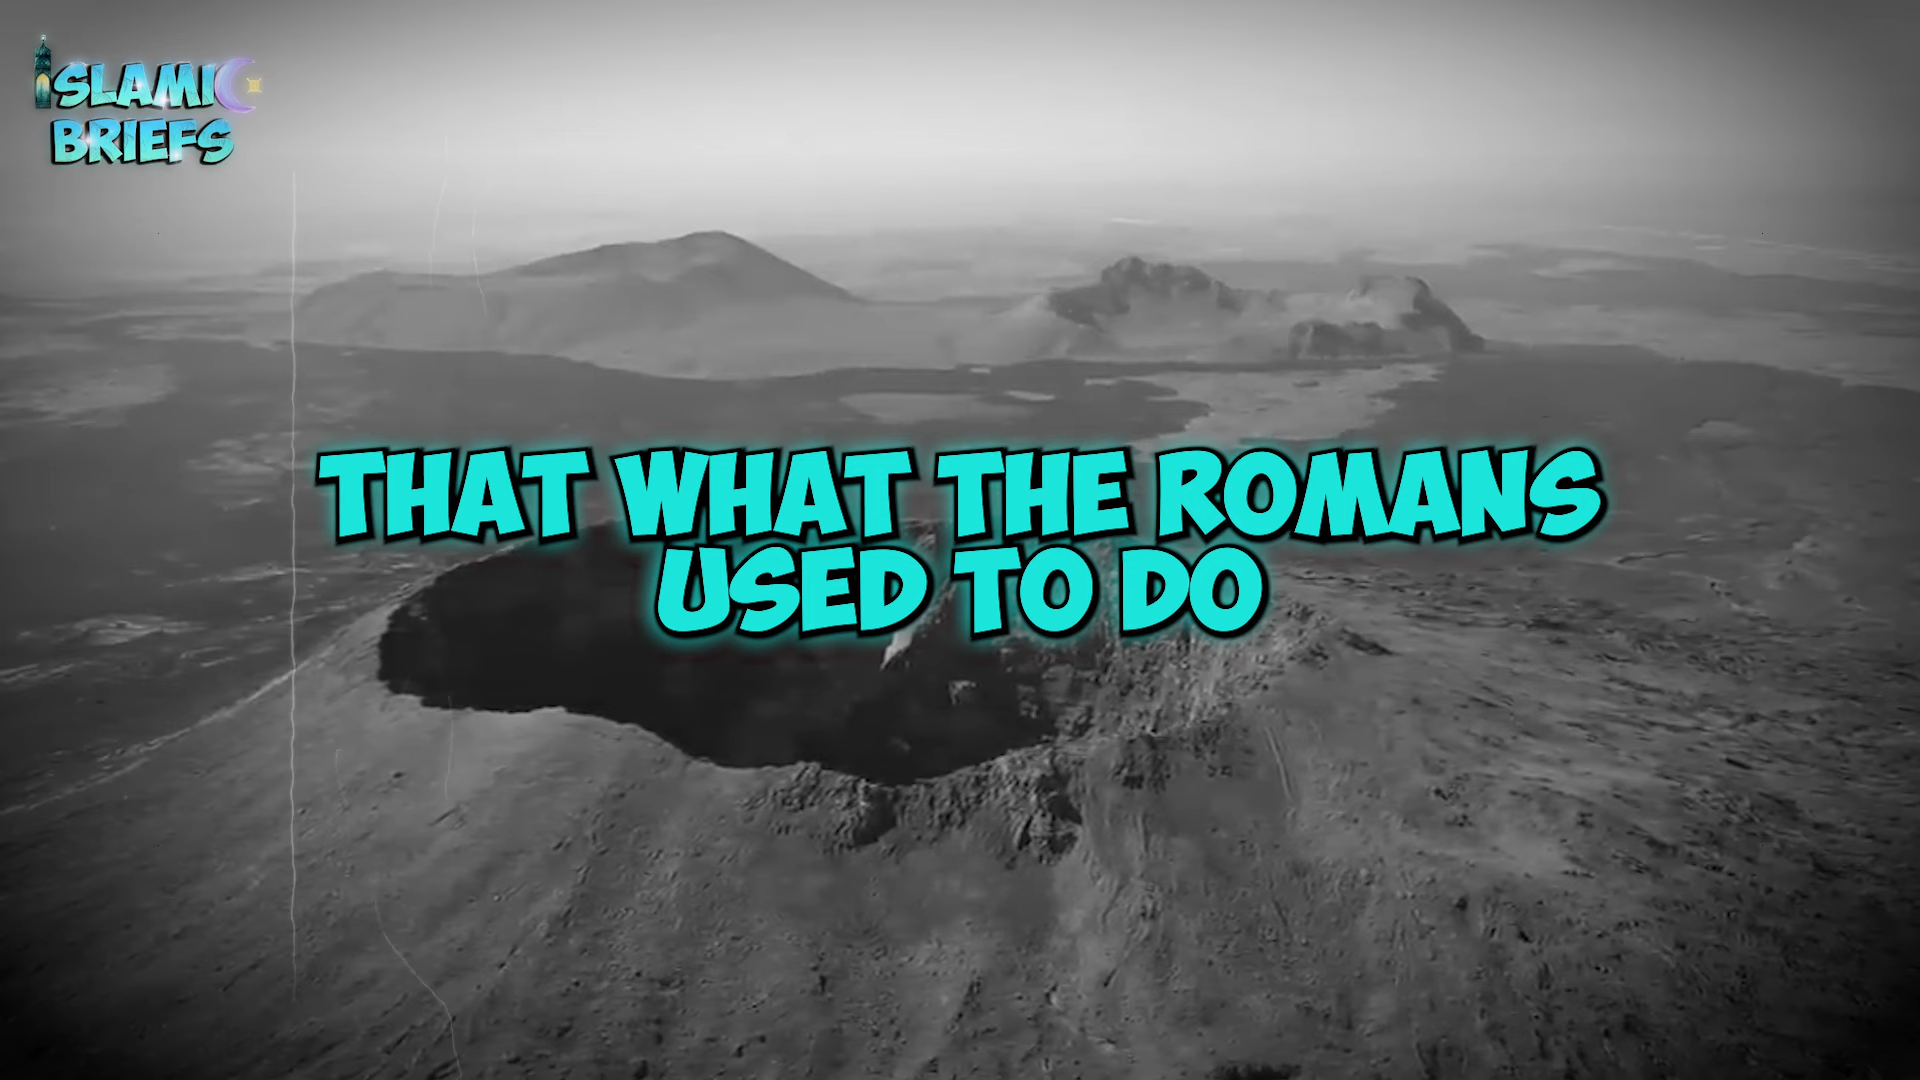 ISLAMIC
BRIEFS
THAT WHAT THE ROMANS
USED TO DO